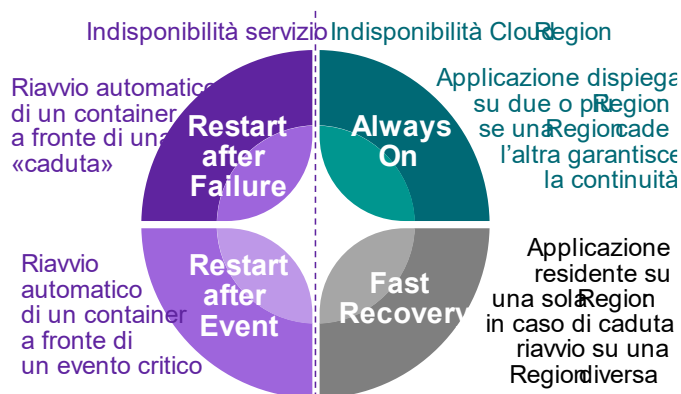 Indisponibilità servizio
Indisponibilità Cloud Region
Riavvio automatico
di un container
a fronte di una
«caduta»
Restart
after
Failure
Always
On
Applicazione dispiega
su due o più Region
se una Region cade
l'altra garantisce
la continuità
Riavvio
automatico
di un container
a fronte di
un evento critico
Restart
after
Event
Fast
Recovery
Applicazione
residente su
una sola Region
in caso di caduta
riavvio su una
Region diversa